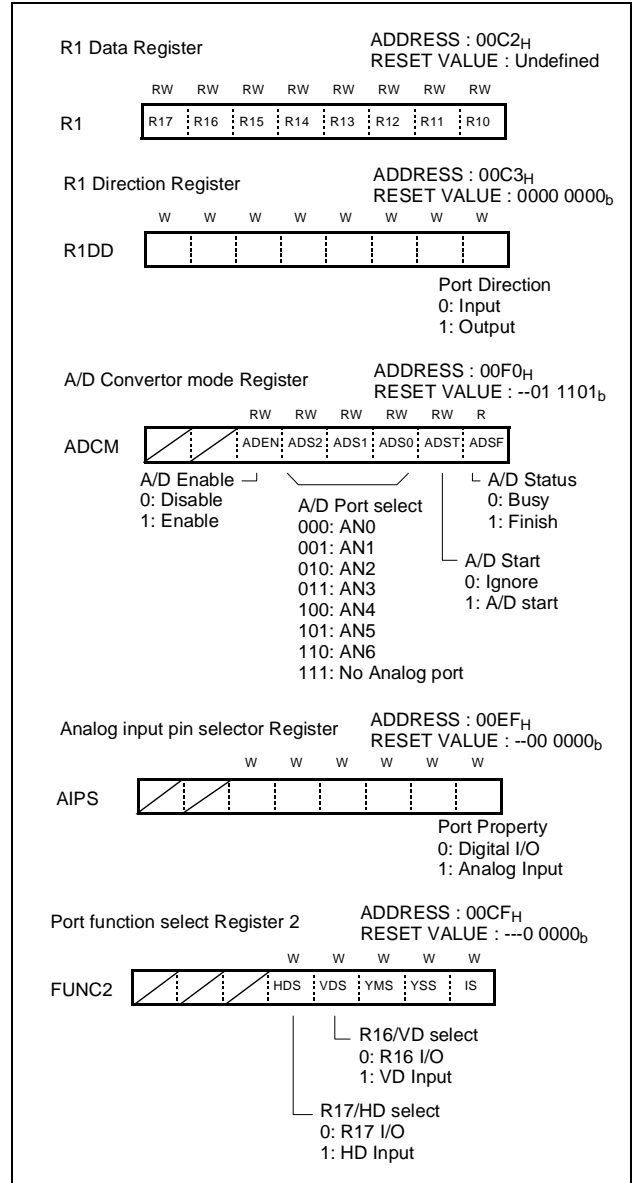 R1 Data Register
ADDRESS : 00C2H
RESET VALUE : Undefined
RW RW RW RW RW RW RW RW
R1 R17 R16 R15 R14 R13 R12 R11 R10
R1 Direction Register
ADDRESS : 00C3H
RESET VALUE : 0000 0000b
W W W W W W W W
R1DD
Port Direction
0: Input
1: Output
A/D Convertor mode Register
ADDRESS : 00F0H
RESET VALUE : --01 1101b
RW RW RW RW RW R
ADCM ADEN ADS2 ADS1 ADS0 ADST ADSF
A/D Enable
0: Disable
1: Enable
A/D Port select
000: AN0
001: AN1
010: AN2
011: AN3
100: AN4
101: AN5
110: AN6
111: No Analog port
A/D Status
0: Busy
1: Finish
A/D Start
0: Ignore
1: A/D start
Analog input pin selector Register
ADDRESS : 00EFH
RESET VALUE : --00 0000b
W W W W W W
AIPS
Port Property
0: Digital I/O
1: Analog Input
Port function select Register 2
ADDRESS : 00CFH
RESET VALUE : ---0 0000b
W W W W W
FUNC2 HDS VDS YMS YSS IS
R16/VD select
0: R16 I/O
1: VD Input
R17/HD select
0: R17 I/O
1: HD Input